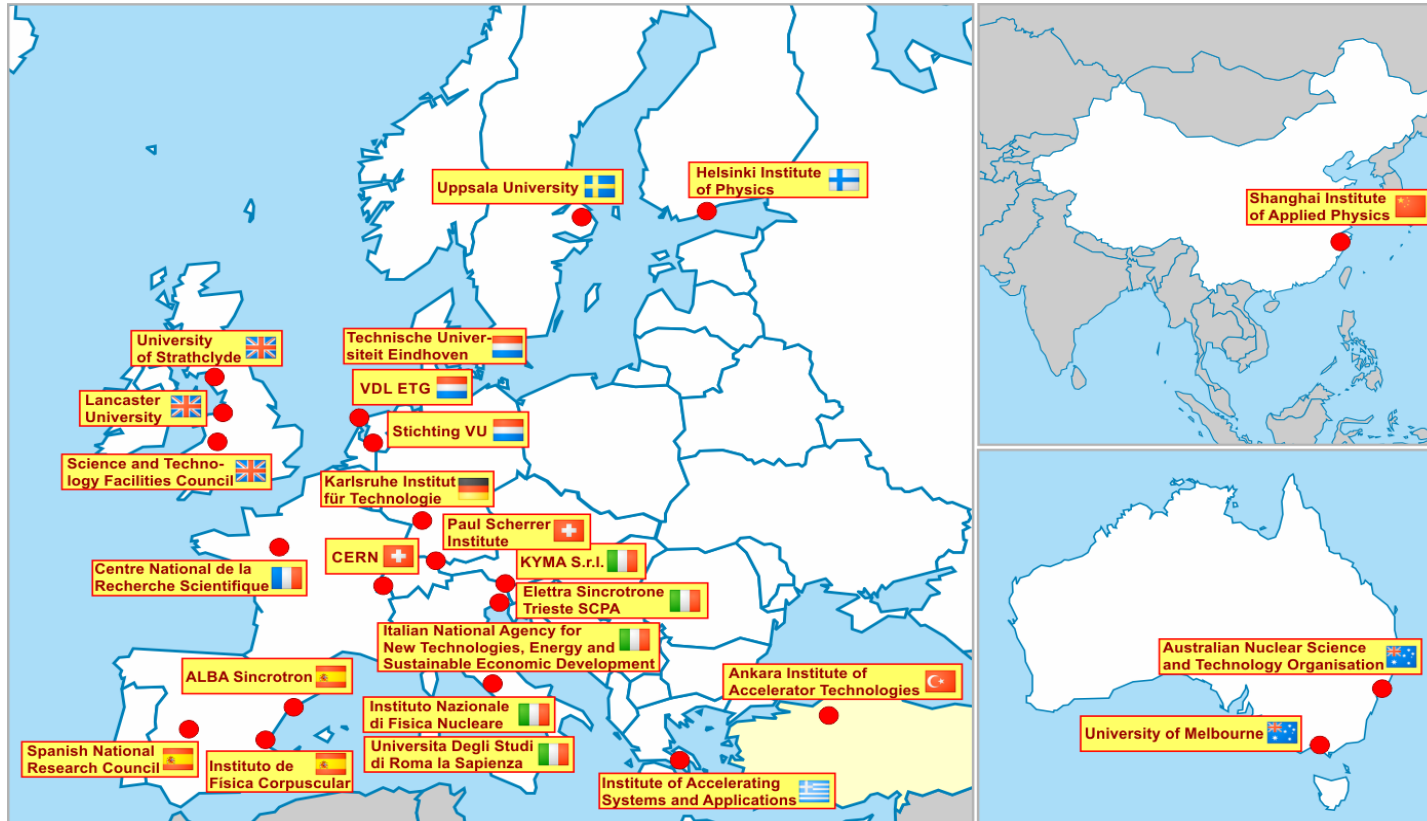 Uppsala University
Helsinki Institute
of Physics
Shanghai Institute
of Applied Physics
University
of Strathclyde
Technische Univer-
siteit Eindhoven
VDL ETG
Lancaster
University
Stichting VU
Science and Techno-
logy Facilities Council
Karlsruhe Institut
für Technologie
Paul Scherrer
Institute
CERN
KYMA S.r.l.
Centre National de la
Recherche Scientifique
Elettra Sincrotrone
Trieste SCPA
Italian National Agency for
New Technologies, Energy and
Sustainable Economic Development
ALBA Sincrotron
Ankara Institute of
Accelerator Technologies
Australian Nuclear Science
and Technology Organisation
Instituto Nazionale
di Fisica Nucleare
University of Melbourne
Spanish National
Research Council
Instituto de
Física Corpuscular
Universita Degli Studi
di Roma la Sapienza
Institute of Accelerating
Systems and Applications